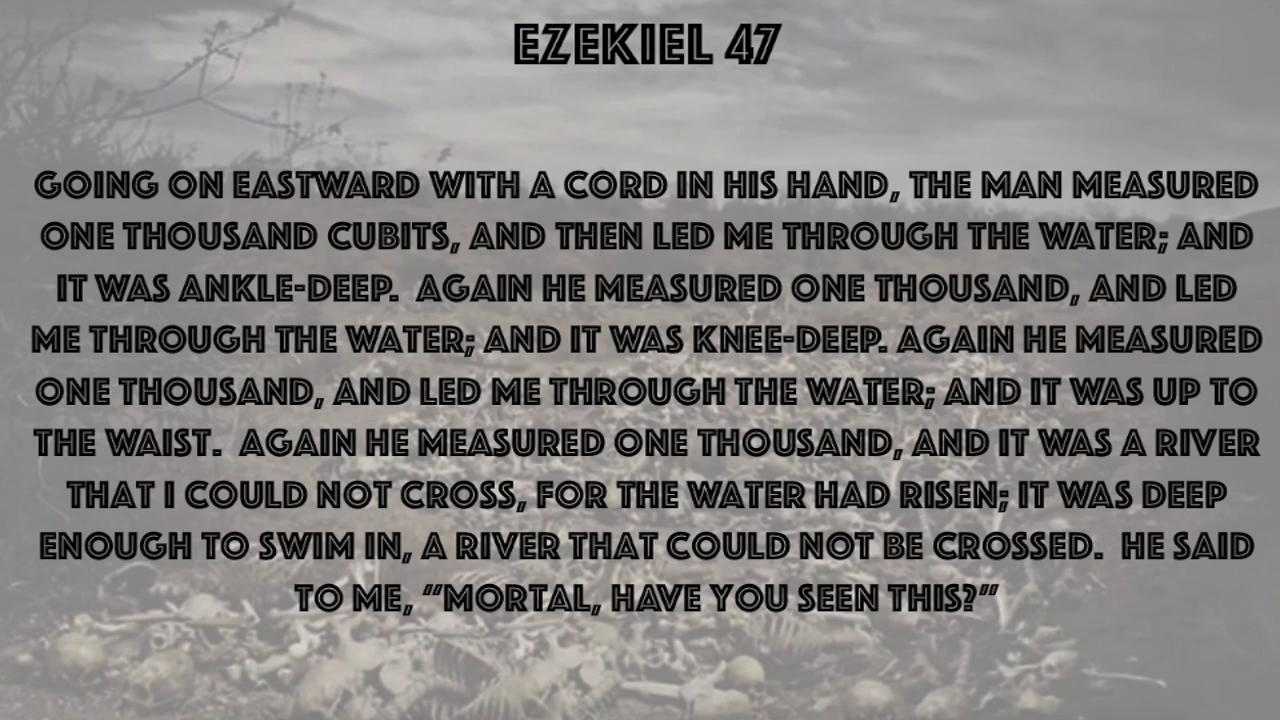 EZEKIEL 47
GOING ON EASTWARD WITH A CORD IN HIS HAND, THE MAN MEASURED
ONE THOUSAND CUBITS, AND THEN LED ME THROUGH THE WATER; AND
IT WAS ANKLE-DEEP.  AGAIN HE MEASURED ONE THOUSAND, AND LED
ME THROUGH THE WATER; AND IT WAS KNEE-DEEP. AGAIN HE MEASURED
ONE THOUSAND, AND LED ME THROUGH THE WATER; AND IT WAS UP TO
THE WAIST.  AGAIN HE MEASURED ONE THOUSAND, AND IT WAS A RIVER
THAT I COULD NOT CROSS, FOR THE WATER HAD RISEN; IT WAS DEEP
ENOUGH TO SWIM IN, A RIVER THAT COULD NOT BE CROSSED.  HE SAID
TO ME, “MORTAL, HAVE YOU SEEN THIS?”